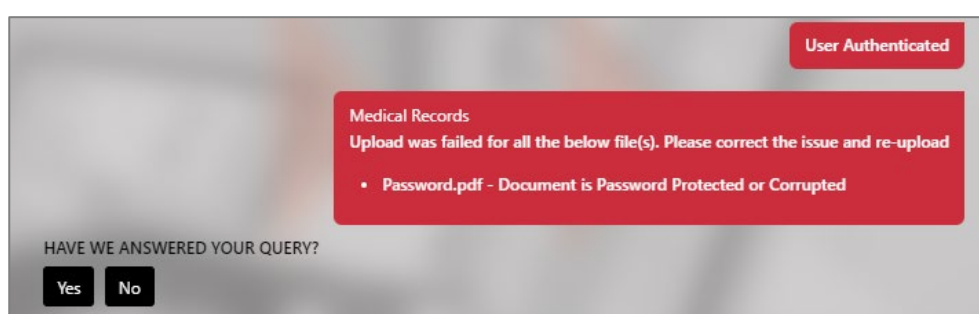 User Authenticated
Medical Records
Upload was failed for all the below file(s). Please correct the issue and re-upload
• Password.pdf - Document is Password Protected or Corrupted
HAVE WE ANSWERED YOUR QUERY?
Yes No